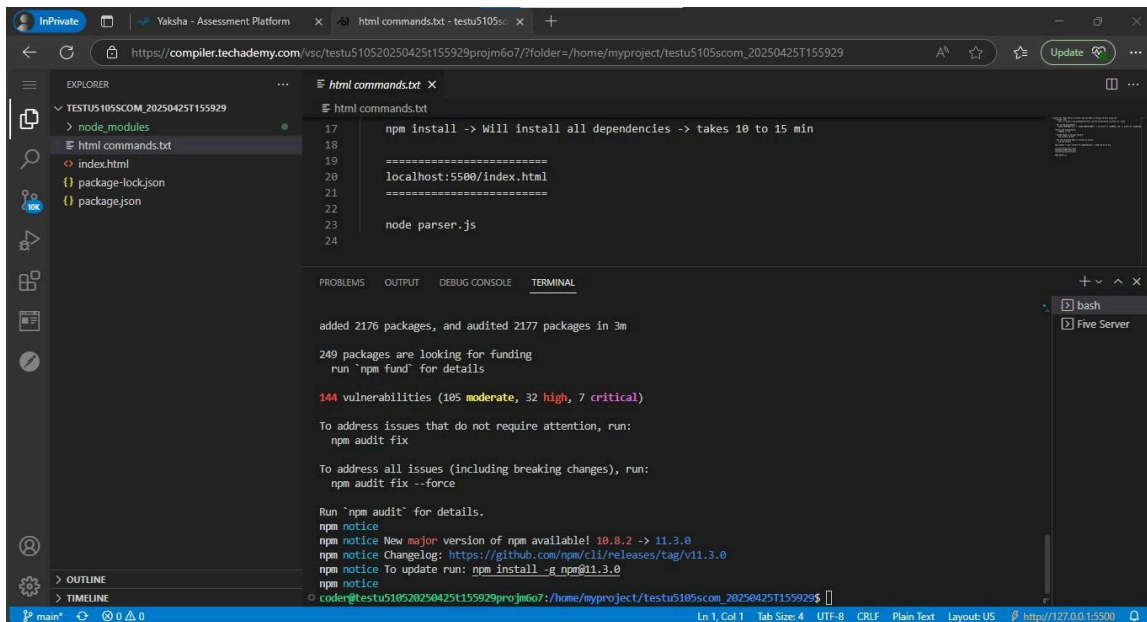 InPrivate
Yaksha - Assessment Platform
html commands.txt - testu5105sc
https://compiler.techademy.com/vsc/testu510520250425t155929projm6o7/?folder=/home/myproject/testu5105scom_20250425T155929
Update
EXPLORER
TESTU5105SCOM_20250425T155929
node_modules
html commands.txt
index.html
package-lock.json
package.json
10K
OUTLINE
TIMELINE
html commands.txt
html commands.txt
17 npm install -> Will install all dependencies -> takes 10 to 15 min
18
19 =========================
20 localhost:5500/index.html
21 =========================
22
23 node parser.js
24
PROBLEMS OUTPUT DEBUG CONSOLE TERMINAL
bash
Five Server
added 2176 packages, and audited 2177 packages in 3m
249 packages are looking for funding
run `npm fund` for details
144 vulnerabilities (105 moderate, 32 high, 7 critical)
To address issues that do not require attention, run:
npm audit fix
To address all issues (including breaking changes), run:
npm audit fix --force
Run `npm audit` for details.
npm notice
npm notice New major version of npm available! 10.8.2 -> 11.3.0
npm notice Changelog: https://github.com/npm/cli/releases/tag/v11.3.0
npm notice To update run: npm install -g npm@11.3.0
npm notice
coder@testu510520250425t155929projm6o7:/home/myproject/testu5105scom_20250425T155929$
main* 0 0 Ln 1, Col 1 Tab Size: 4 UTF-8 CRLF Plain Text Layout: US http://127.0.0.1:5500